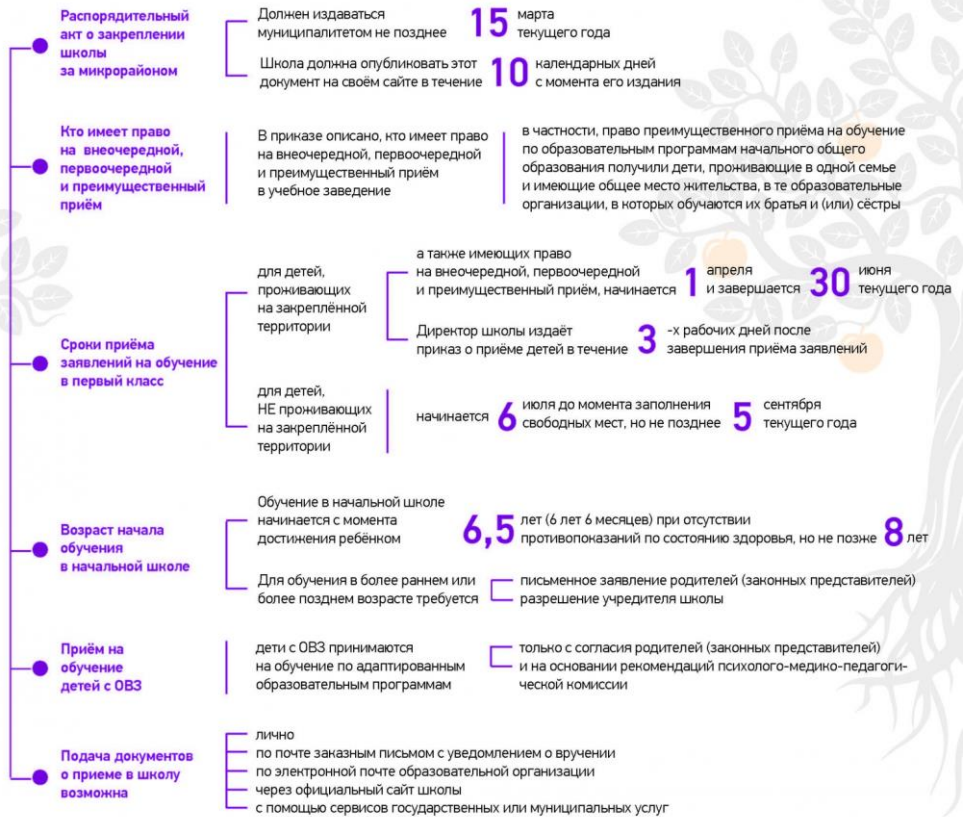 Распорядительный
акт о закреплении
школы
за микрорайоном
Должен издаваться
муниципалитетом не позднее
15 марта
текущего года
Школа должна опубликовать этот
документ на своём сайте в течение
10 календарных дней
с момента его издания
Кто имеет право
на внеочередной,
первоочередной
и преимущественный
приём
В приказе описано, кто имеет право
на внеочередной, первоочередной
и преимущественный приём
в учебное заведение
в частности, право преимущественного приёма на обучение
по образовательным программам начального общего
образования получили дети, проживающие в одной семье
и имеющие общее место жительства, в те образовательные
организации, в которых обучаются их братья и (или) сёстры
Сроки приёма
заявлений на обучение
в первый класс
для детей,
проживающих
на закреплённой
территории
а также имеющих право
на внеочередной, первоочередной
и преимущественный приём, начинается
1 апреля
и завершается
30 июня
текущего года
Директор школы издаёт
приказ о приёме детей в течение
3 -х рабочих дней после
завершения приёма заявлений
для детей,
НЕ проживающих
на закреплённой
территории
начинается
6 июля до момента заполнения
свободных мест, но не позднее
5 сентября
текущего года
Возраст начала
обучения
в начальной школе
Обучение в начальной школе
начинается с момента
достижения ребёнком
6,5 лет (6 лет 6 месяцев) при отсутствии
противопоказаний по состоянию здоровья, но не позже 8 лет
Для обучения в более раннем или
более позднем возрасте требуется
письменное заявление родителей (законных представителей)
разрешение учредителя школы
Приём на
обучение
детей с ОВЗ
дети с ОВЗ принимаются
на обучение по адаптированным
образовательным программам
только с согласия родителей (законных представителей)
и на основании рекомендаций психолого-медико-педагоги-
ческой комиссии
Подача документов
о приеме в школу
возможна
лично
по почте заказным письмом с уведомлением о вручении
по электронной почте образовательной организации
через официальный сайт школы
с помощью сервисов государственных или муниципальных услуг